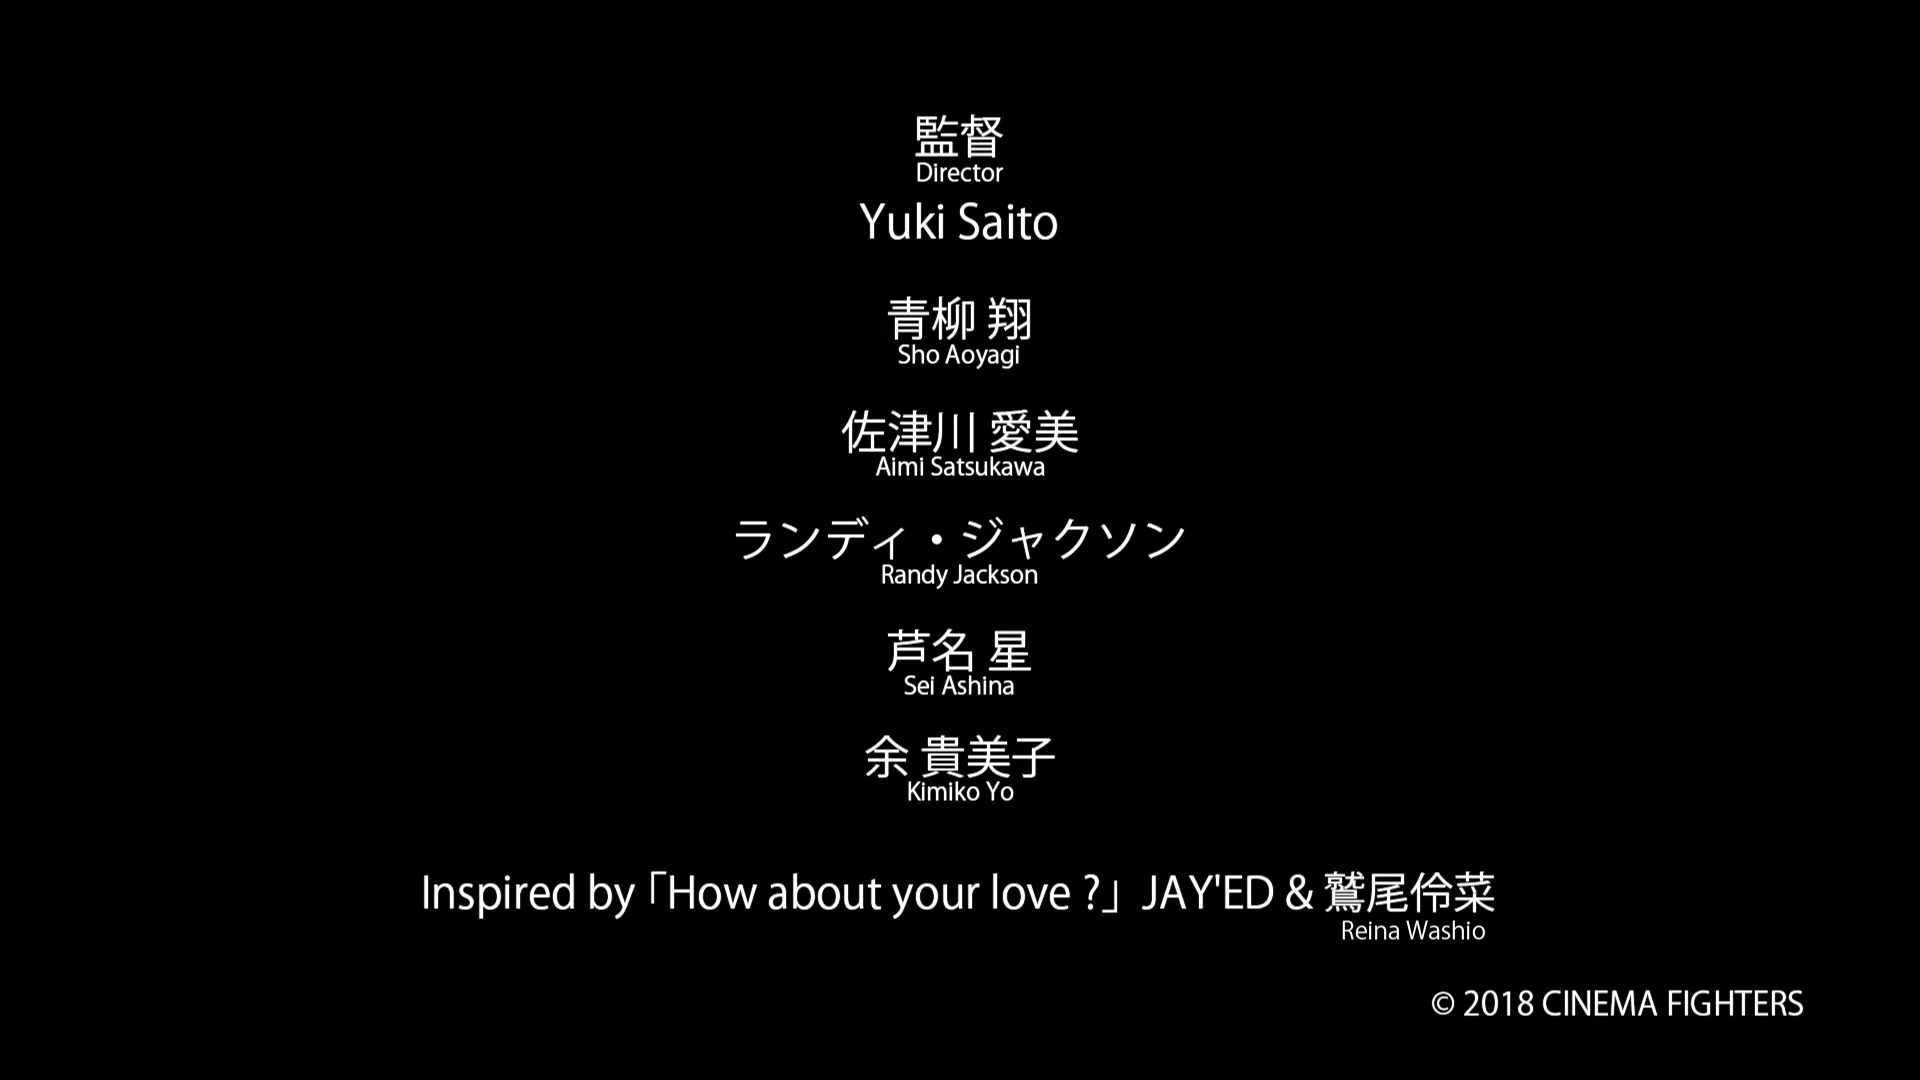 監督
Director
Yuki Saito
青柳 翔
Sho Aoyagi
佐津川 愛美
Aimi Satsukawa
ランディ・ジャクソン
Randy Jackson
芦名 星
Sei Ashina
余 貴美子
Kimiko Yo
Inspired by「How about your love ?」JAY'ED & 鷲尾伶菜
Reina Washio
© 2018 CINEMA FIGHTERS